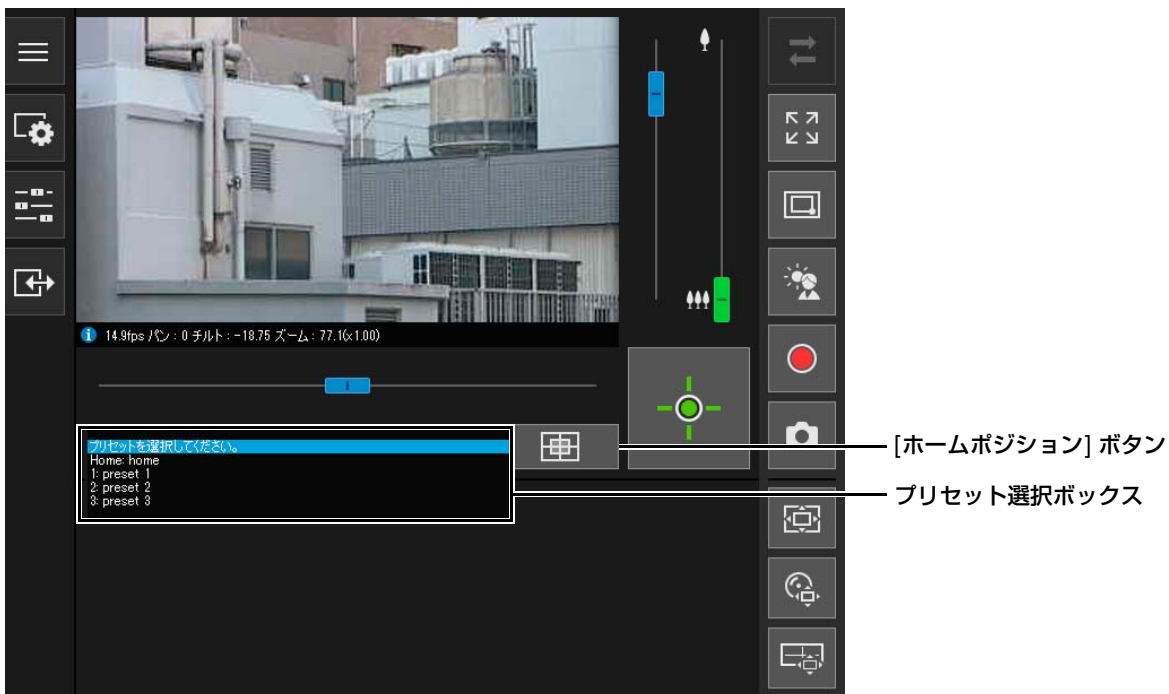 14.9fps パン : 0 チルト : -18.75 ズーム : 77.1(x1.00)
プリセットを選択してください。
Home: home
1: preset 1
2: preset 2
3: preset 3
[ホームポジション] ボタン
プリセット選択ボックス